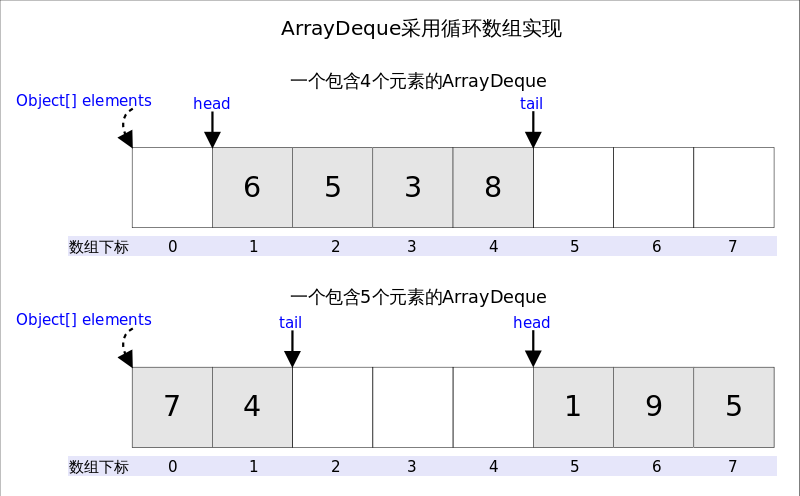 ArrayDeque采用循环数组实现
一个包含4个元素的ArrayDeque
Object[] elements head tail
6 5 3 8
数组下标 0 1 2 3 4 5 6 7
一个包含5个元素的ArrayDeque
Object[] elements tail head
7 4 1 9 5
数组下标 0 1 2 3 4 5 6 7